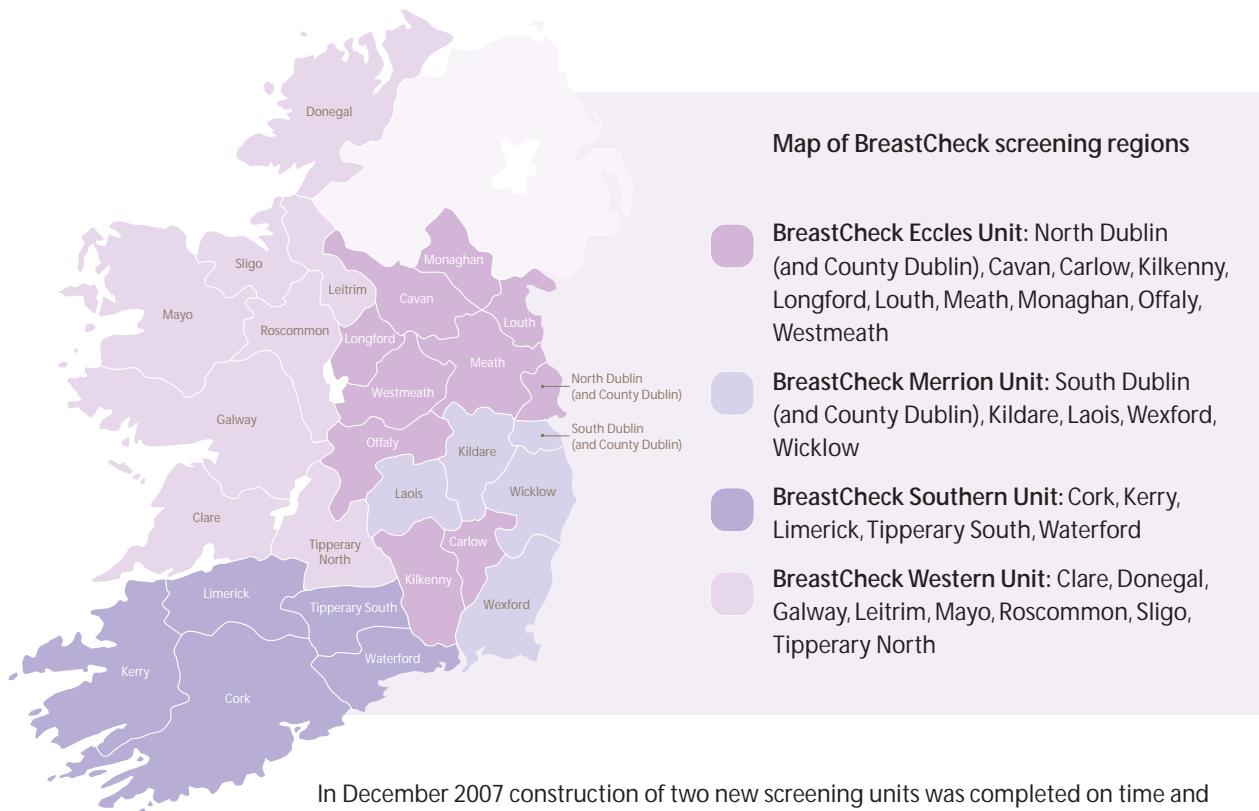 Donegal
Monaghan
Sligo
Leitrim
Cavan
Mayo
Louth
Roscommon
Longford
Meath
Westmeath
North Dublin
(and County Dublin)
Galway
South Dublin
(and County Dublin)
Offaly
Kildare
Laois
Wicklow
Clare
Carlow
Tipperary
North
Kilkenny
Limerick
Wexford
Tipperary South
Waterford
Kerry
Cork
Map of BreastCheck screening regions
BreastCheck Eccles Unit: North Dublin
(and County Dublin), Cavan, Carlow, Kilkenny,
Longford, Louth, Meath, Monaghan, Offaly,
Westmeath
BreastCheck Merrion Unit: South Dublin
(and County Dublin), Kildare, Laois, Wexford,
Wicklow
BreastCheck Southern Unit: Cork, Kerry,
Limerick, Tipperary South, Waterford
BreastCheck Western Unit: Clare, Donegal,
Galway, Leitrim, Mayo, Roscommon, Sligo,
Tipperary North
In December 2007 construction of two new screening units was completed on time and